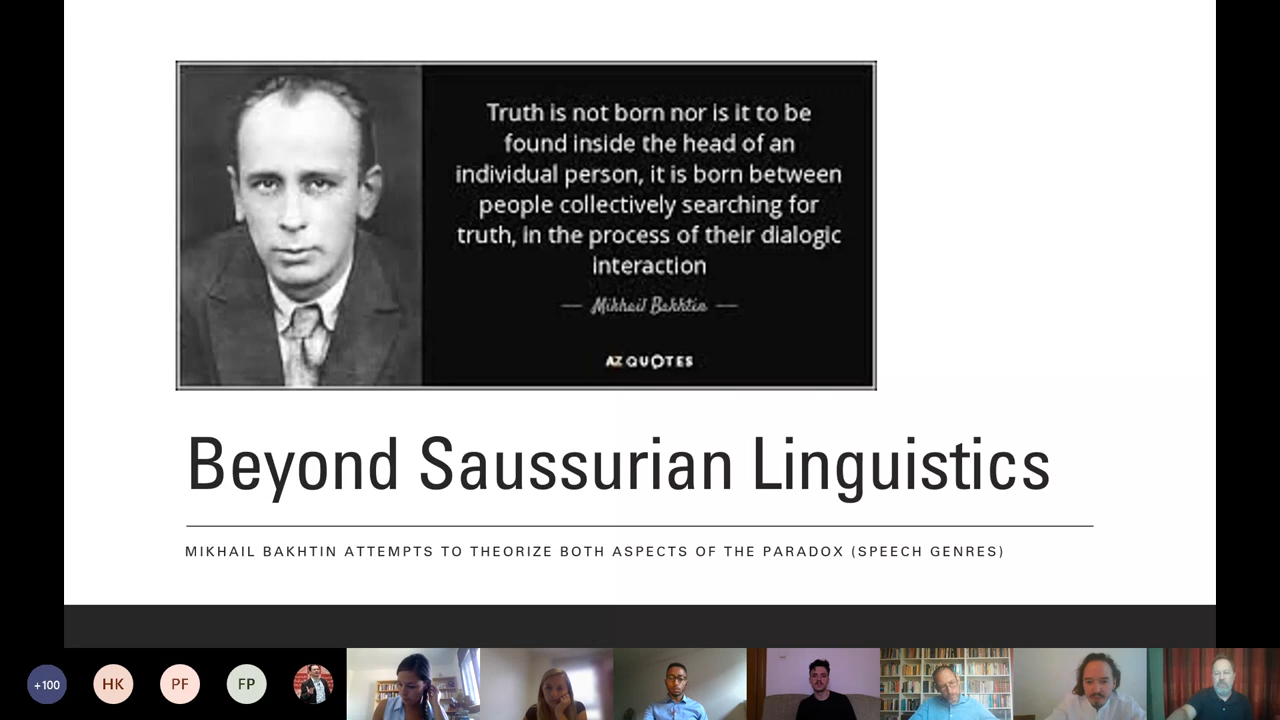 Truth is not born nor is it to be
found inside the head of an
individual person, it is born between
people collectively searching for
truth, in the process of their dialogic
interaction
— Mikhail Bakhtin —
AZ QUOTES
Beyond Saussurian Linguistics
MIKHAIL BAKHTIN ATTEMPTS TO THEORIZE BOTH ASPECTS OF THE PARADOX (SPEECH GENRES)
+100 HK PF FP